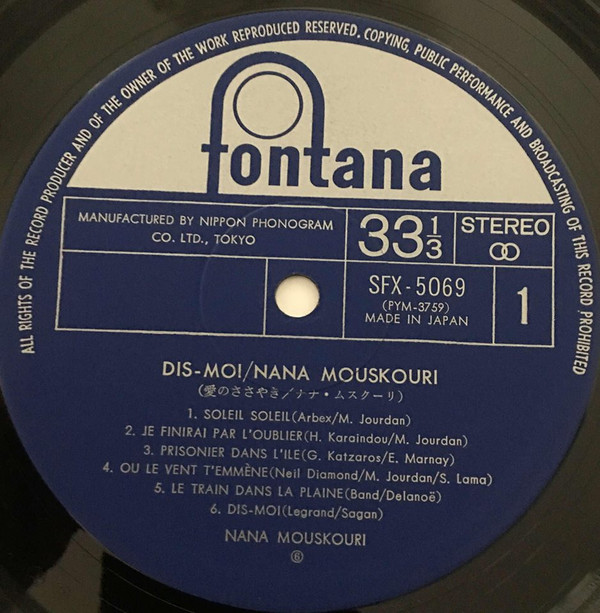 ALL RIGHTS OF THE RECORD PRODUCER AND OF THE OWNER OF THE WORK REPRODUCED RESERVED. COPYING, PUBLIC PERFORMANCE AND BROADCASTING OF THIS RECORD PROHIBITED
fontana
MANUFACTURED BY NIPPON PHONOGRAM
CO. LTD., TOKYO
33 1/3
STEREO
SFX-5069
(PYM-3759)
MADE IN JAPAN
1
DIS-MOI/NANA MOUSKOURI
(愛のささやき/ナナ・ムスクーリ)
1. SOLEIL SOLEIL(Arbex/M. Jourdan)
2. JE FINIRAI PAR L'OUBLIER(H. Karaindou/M. Jourdan)
3. PRISONIER DANS L'ILE(G. Katzaros/E. Marnay)
4. OU LE VENT T'EMMÈNE(Neil Diamond/M. Jourdan/S. Lama)
5. LE TRAIN DANS LA PLAINE(Band/Delanoë)
6. DIS-MOI(Legrand/Sagan)
NANA MOUSKOURI
⑥